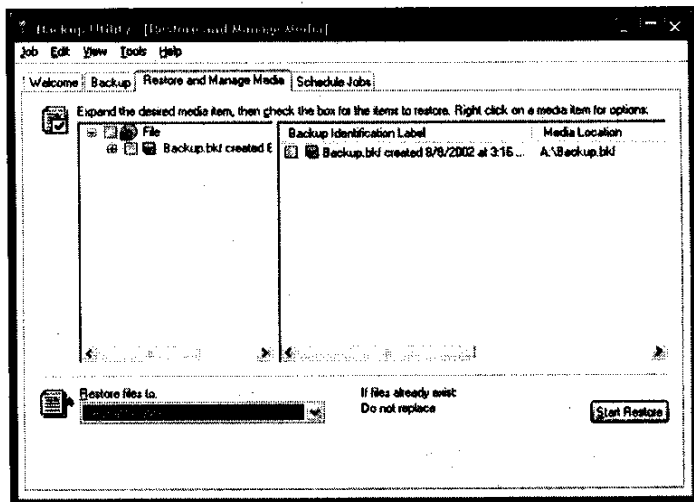 Backup Utility - [Restore and Manage Media]
Job Edit View Tools Help
Welcome Backup Restore and Manage Media Schedule Jobs
Expand the desired media item, then check the box for the items to restore. Right click on a media item for options:
File
Backup.bkf created 8
Backup Identification Label Media Location
Backup.bkf created 8/8/2002 at 3:15 ... A:\Backup.bkf
Restore files to:
If files already exist:
Do not replace
Start Restore